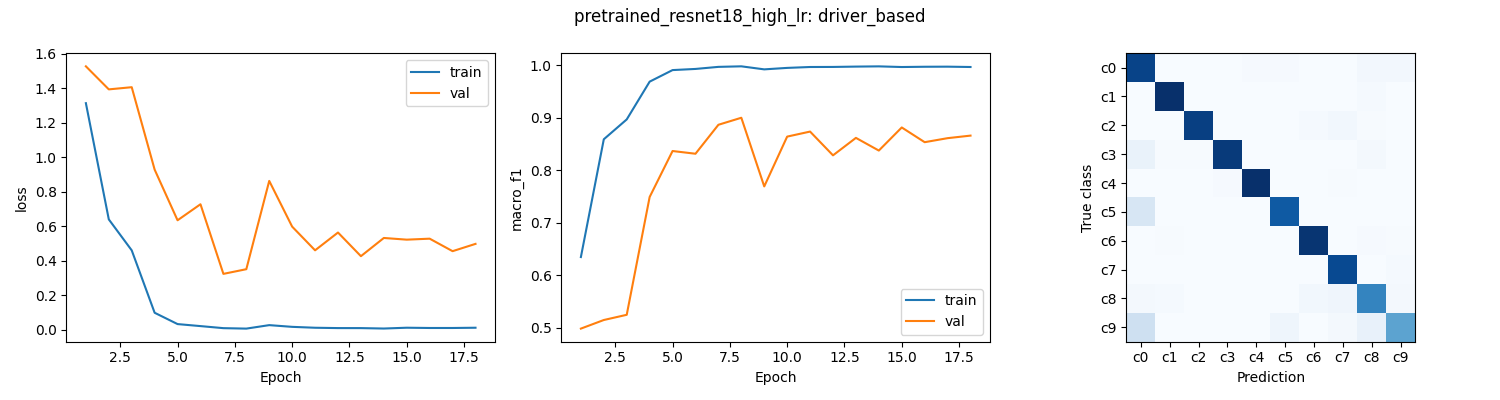 pretrained_resnet18_high_lr: driver_based
loss
1.6
1.4
1.2
1.0
0.8
0.6
0.4
0.2
0.0
train
val
2.5 5.0 7.5 10.0 12.5 15.0 17.5
Epoch
macro_f1
1.0
0.9
0.8
0.7
0.6
0.5
train
val
2.5 5.0 7.5 10.0 12.5 15.0 17.5
Epoch
True class
c0
c1
c2
c3
c4
c5
c6
c7
c8
c9
c0 c1 c2 c3 c4 c5 c6 c7 c8 c9
Prediction